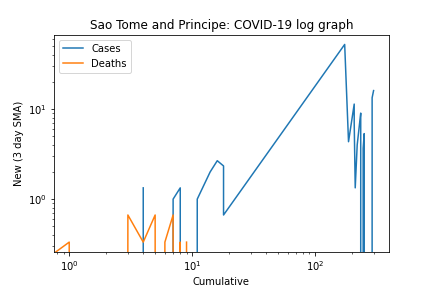 Sao Tome and Principe: COVID-19 log graph
Cases
Deaths
New (3 day SMA)
10¹
10⁰
10⁰ 10¹ 10²
Cumulative